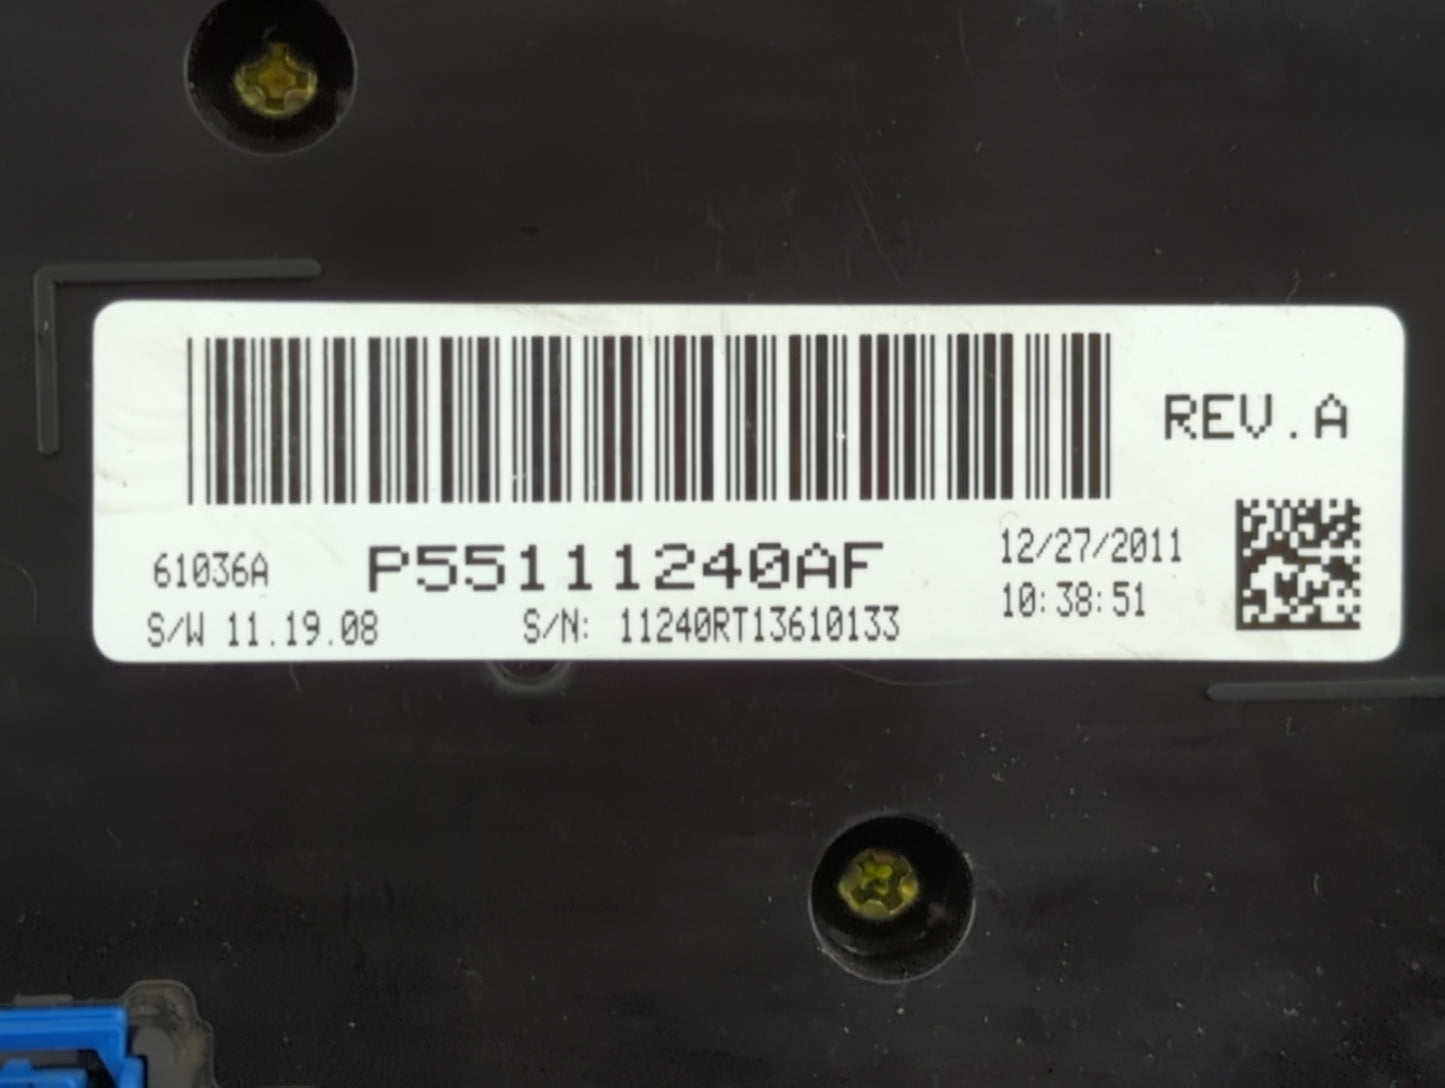 REV.A
61036A P55111240AF 12/27/2011
10:38:51
S/W 11.19.08 S/N: 11240RT13610133